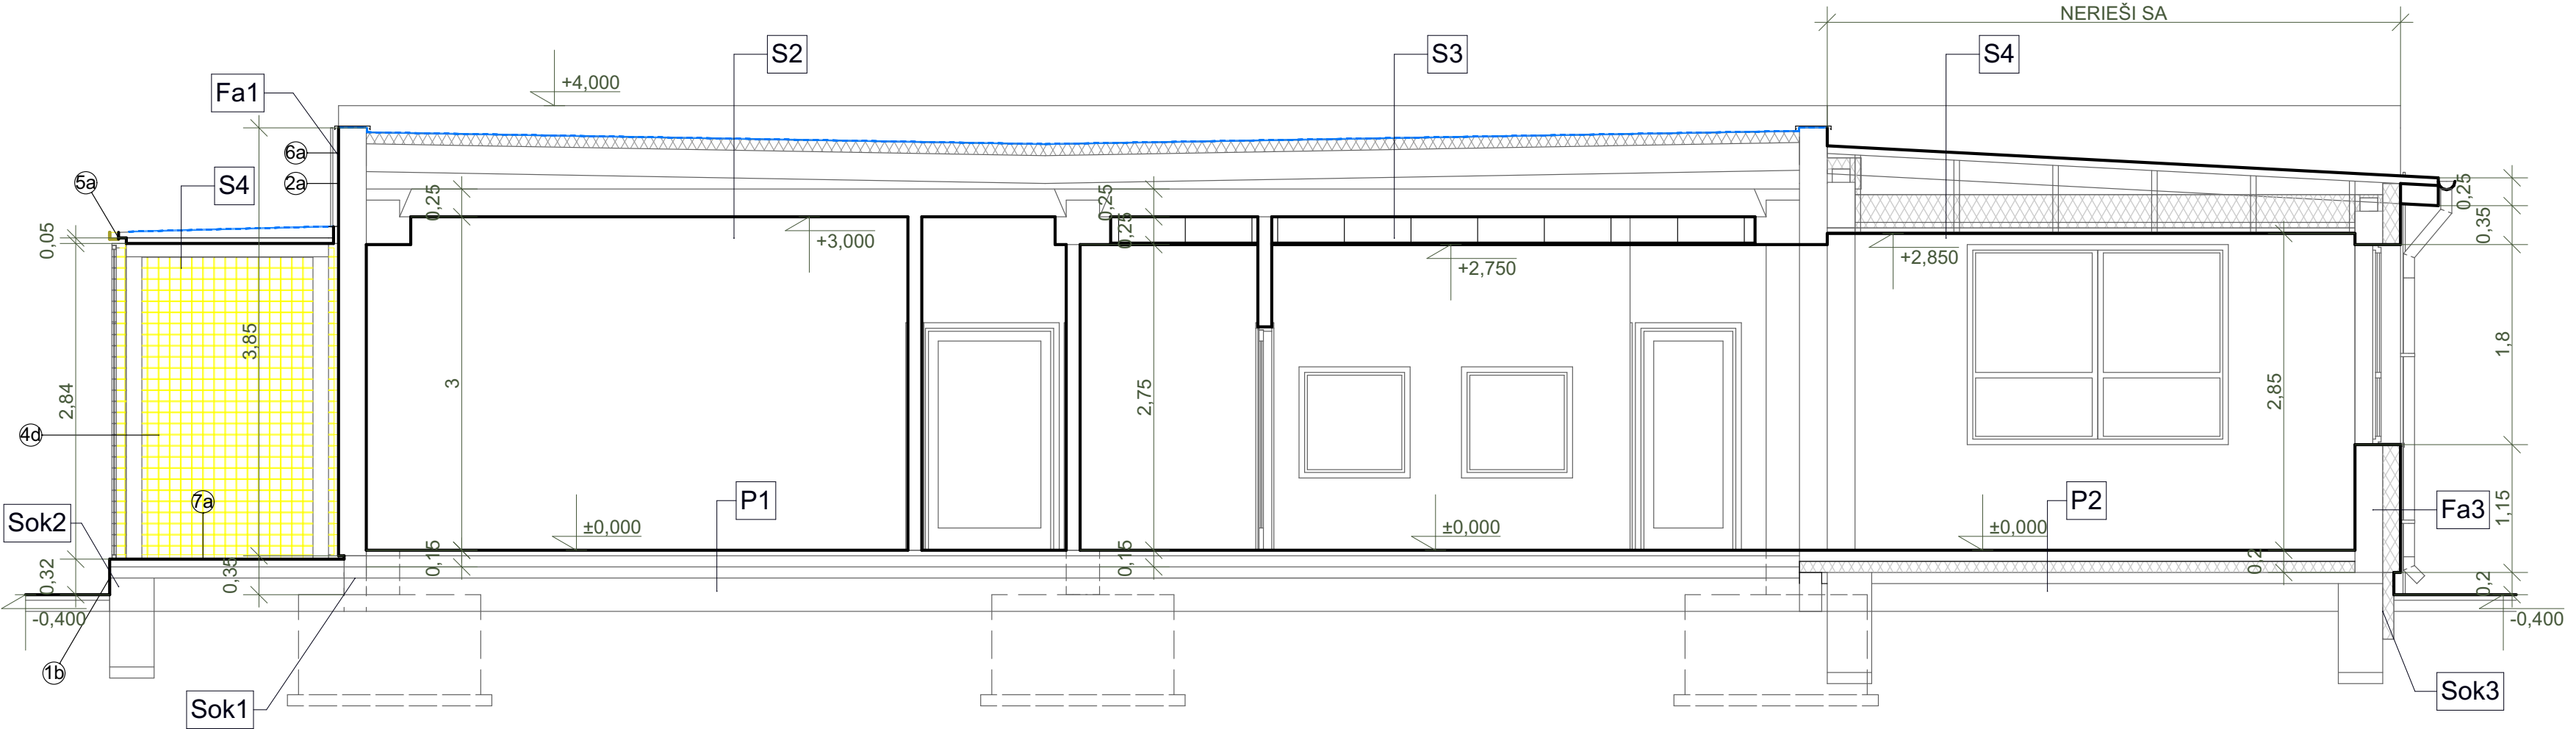 NERIEŠI SA
S2
S3
S4
Fa1
+4,000
6a
2a
5a
S4
0,05
0,25
0,25
0,25
+3,000
+2,750
+2,850
0,25
0,35
3,85
2,84
3
2,75
2,85
1,8
4d
7a
Sok2
P1
P2
Fa3
±0,000
±0,000
±0,000
1,15
0,32
0,35
0,15
0,15
0,2
0,2
-0,400
-0,400
1b
Sok1
Sok3